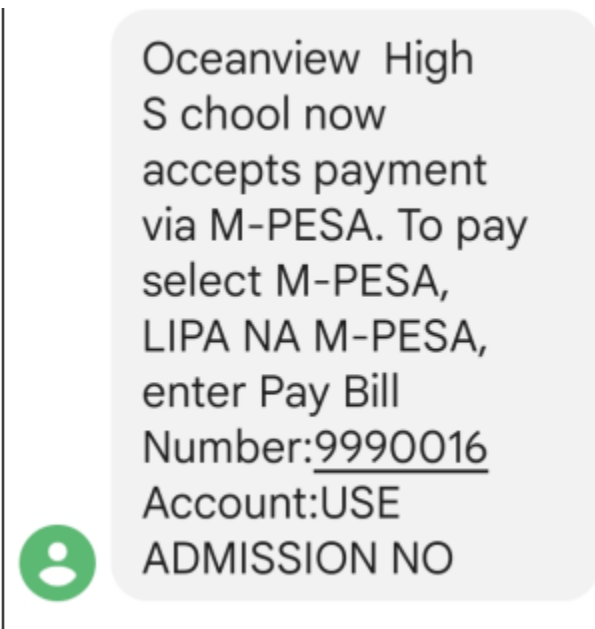 Oceanview  High
S chool now
accepts payment
via M-PESA. To pay
select M-PESA,
LIPA NA M-PESA,
enter Pay Bill
Number:9990016
Account:USE
ADMISSION NO